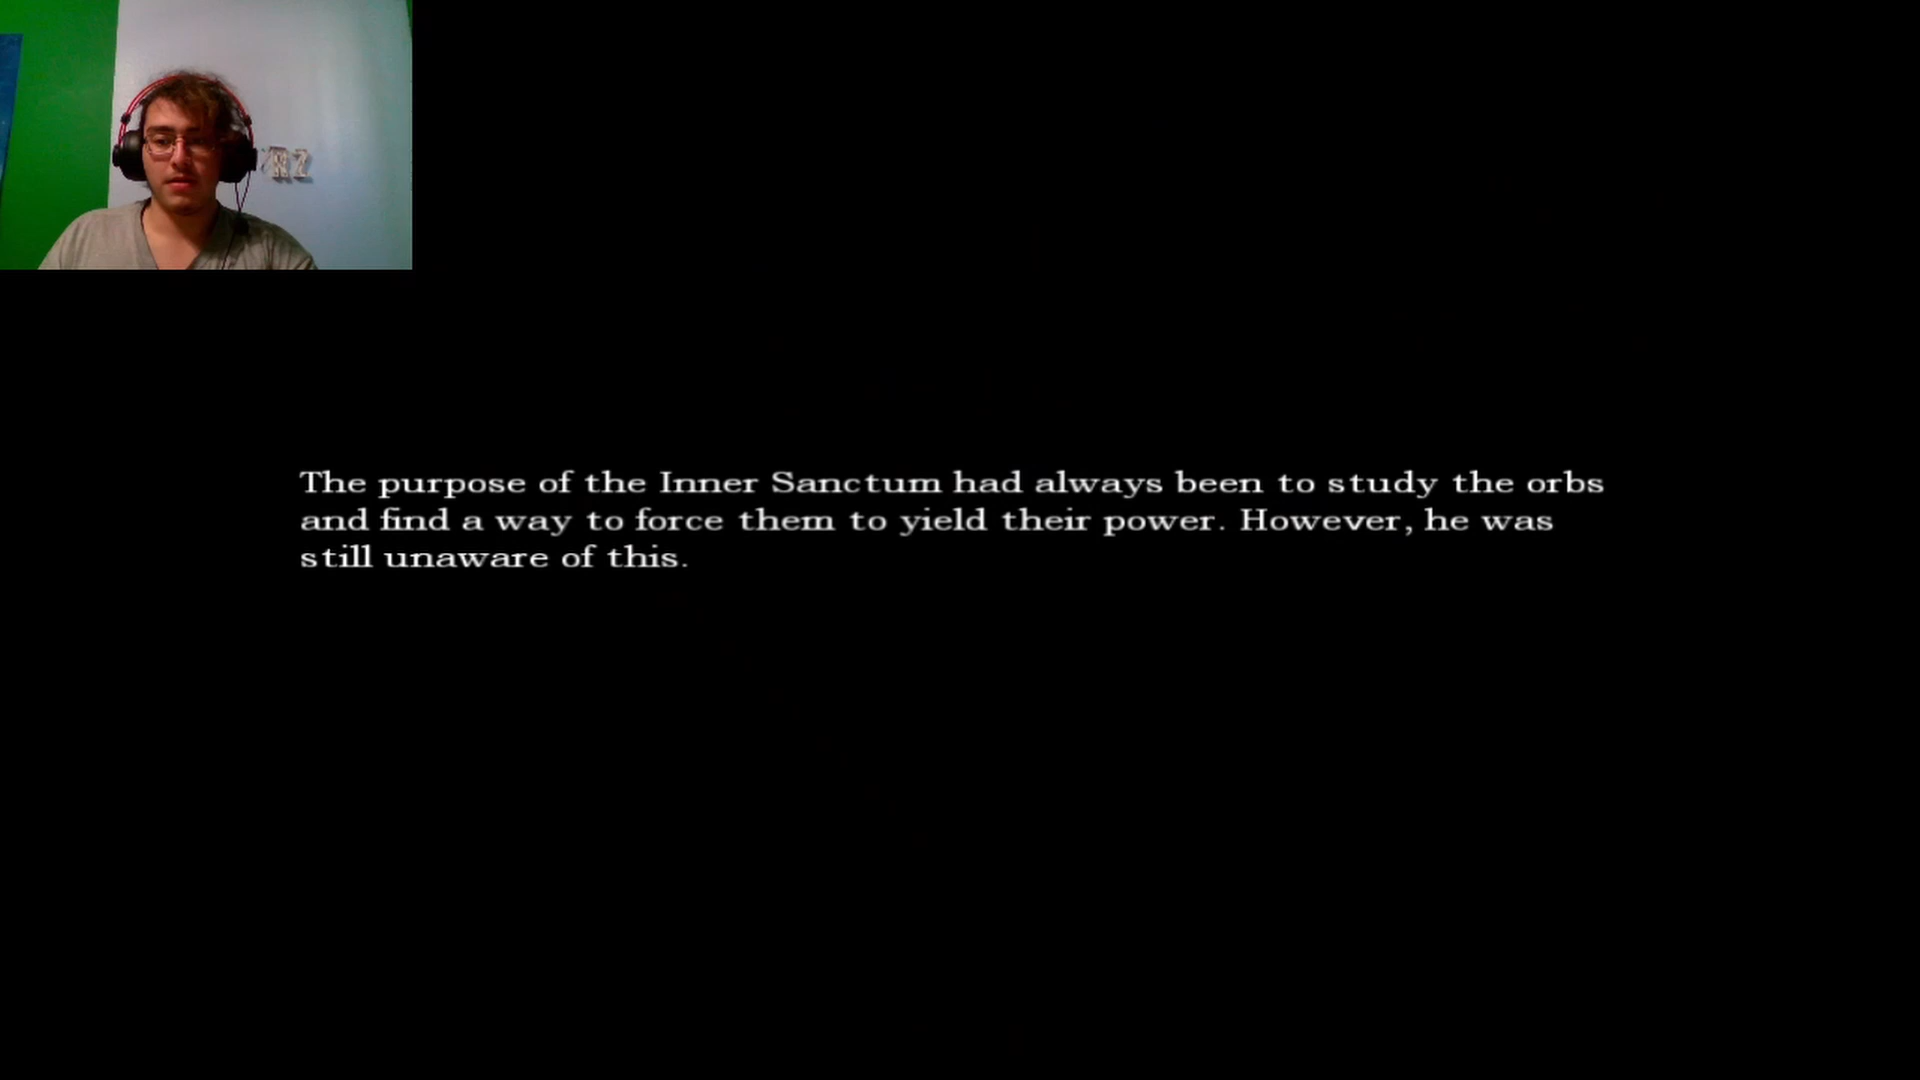 The purpose of the Inner Sanctum had always been to study the orbs
and find a way to force them to yield their power. However, he was
still unaware of this.